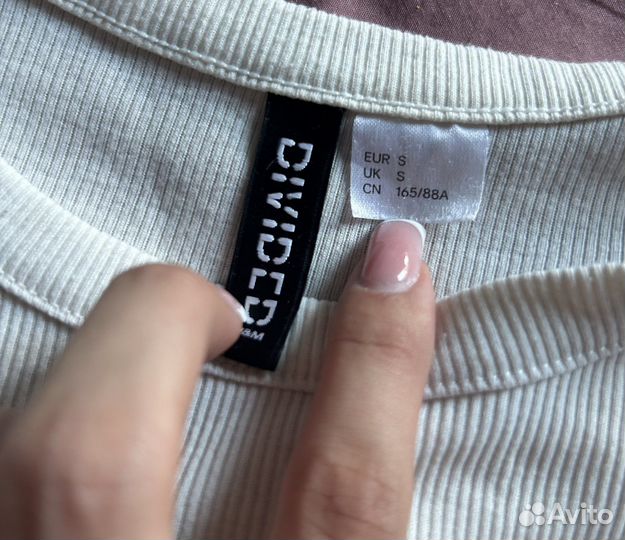 DIVIDED
&M
EUR S
UK S
CN 165/88A
Avito